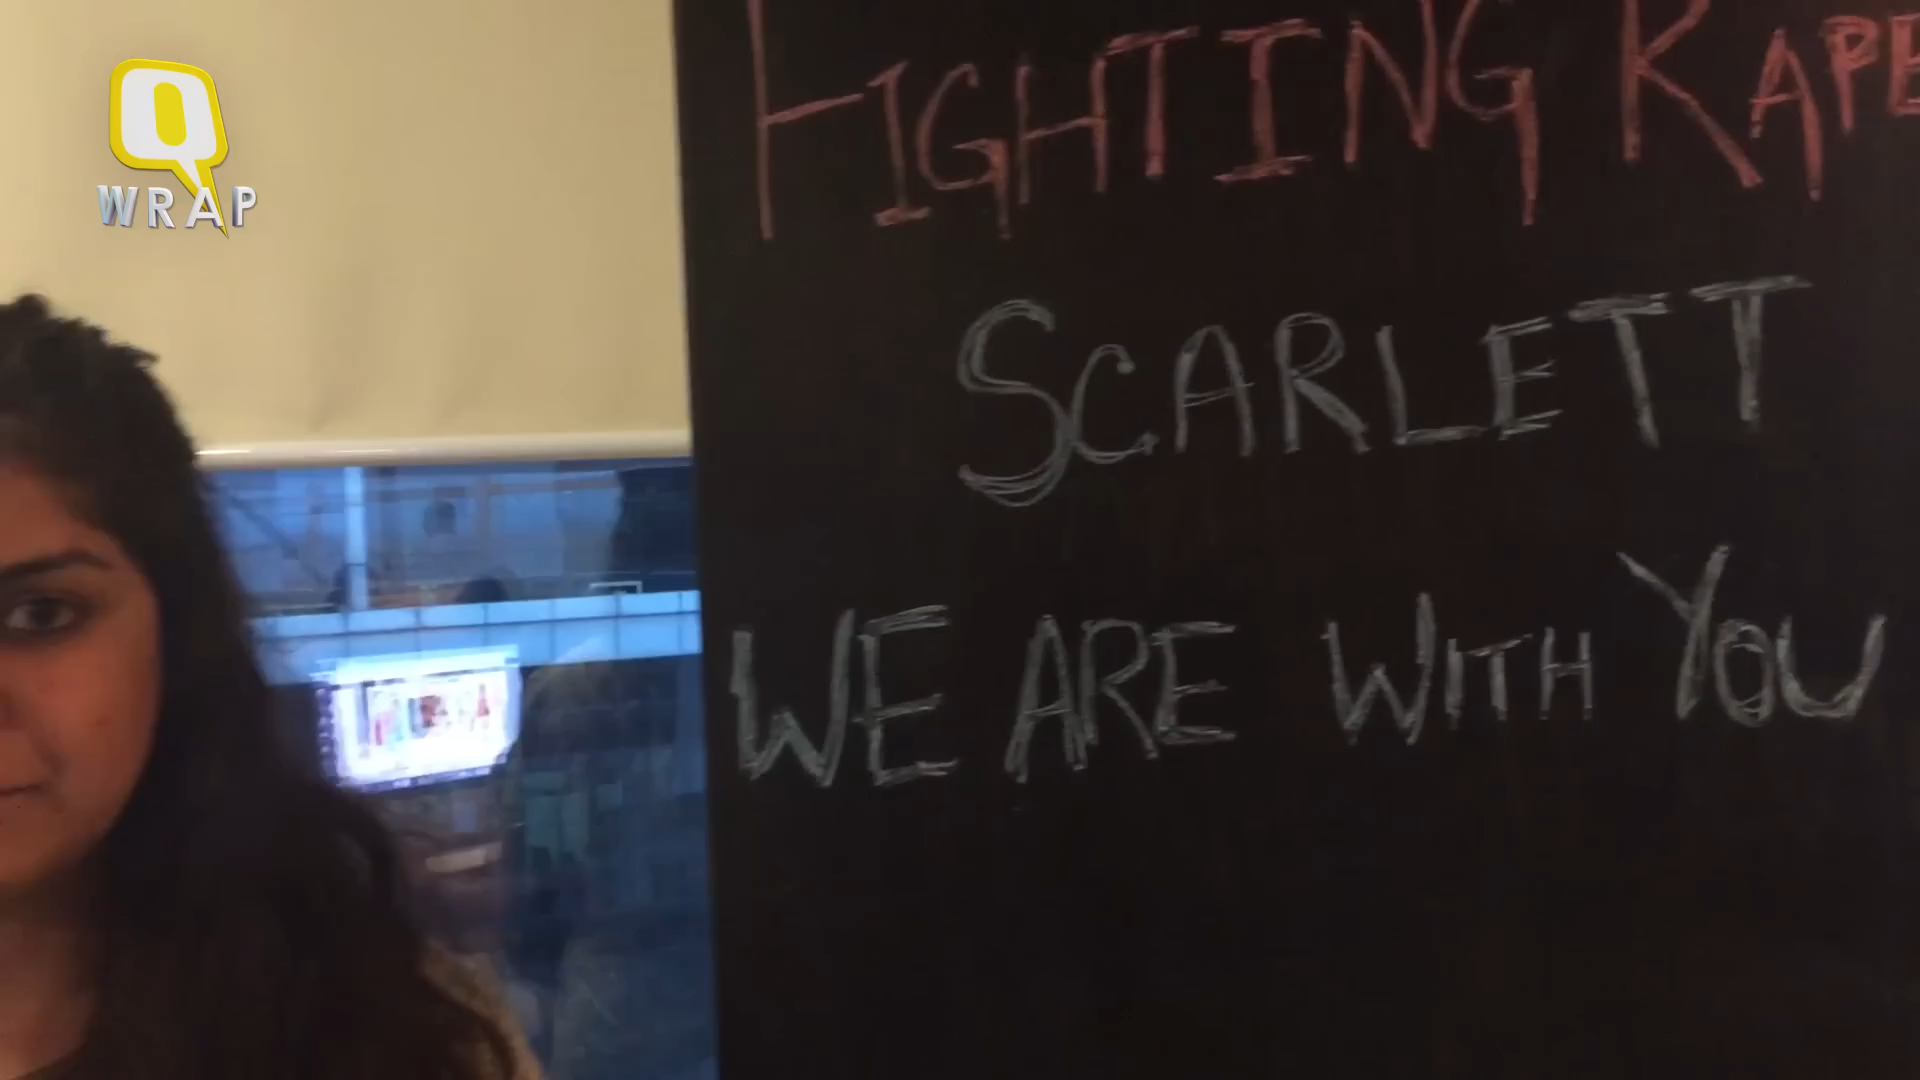 Q
WRAP
FIGHTING RAPE
SCARLETT
WE ARE WITH YOU